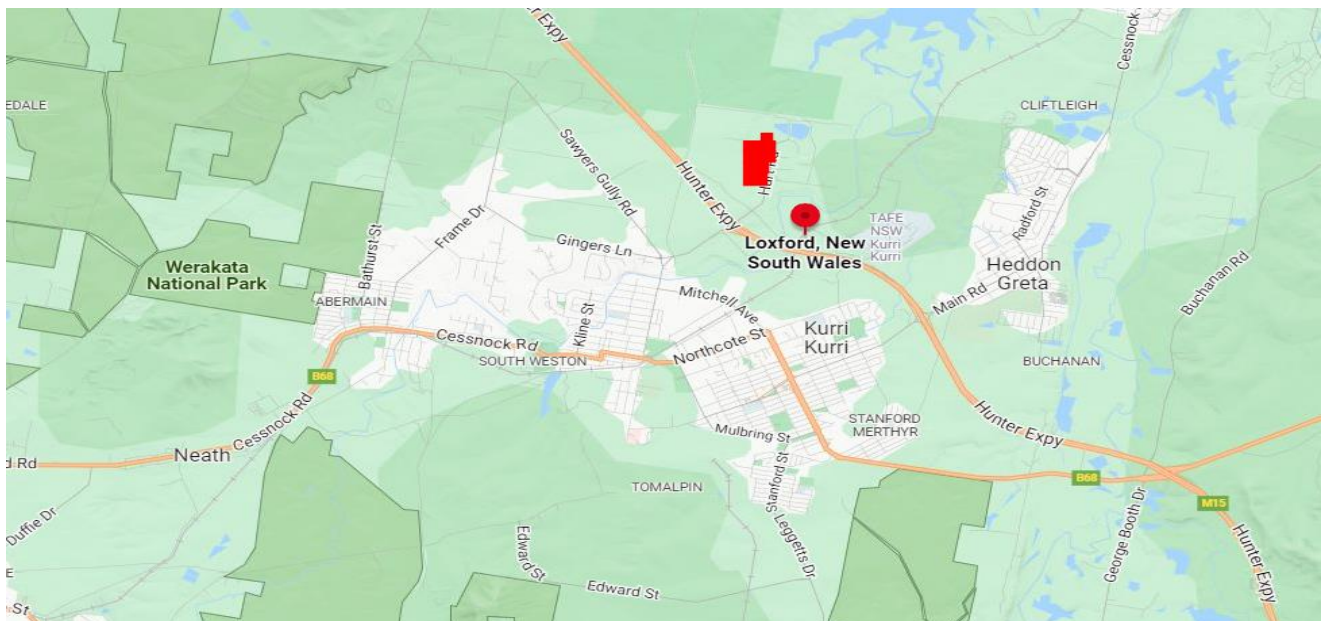 er Expy
Cessnock
EDALE
CLIFTLEIGH
Sawyers Gully Rd
Hunter Expy
Radford St
TAFE
NSW
Kurri
Kurri
Loxford, New
South Wales
Buchanan Rd
Frame Dr
Gingers Ln
Bathurst St
Werakata
National Park
Heddon
Greta
ABERMAIN
Mitchell Ave
Main Rd
Kline St
Kurri
Kurri
Cessnock Rd
Northcote St
SOUTH WESTON
BUCHANAN
B68
Cessnock Rd
STANFORD
MERTHYR
Hunter Expy
Mulbring St
Neath
d Rd
Stanford St
B68
TOMALPIN
M15
George Booth Dr
Duffie Dr
Leggetts Dr
Edward St
Hunter Expy
E
Edward St
St